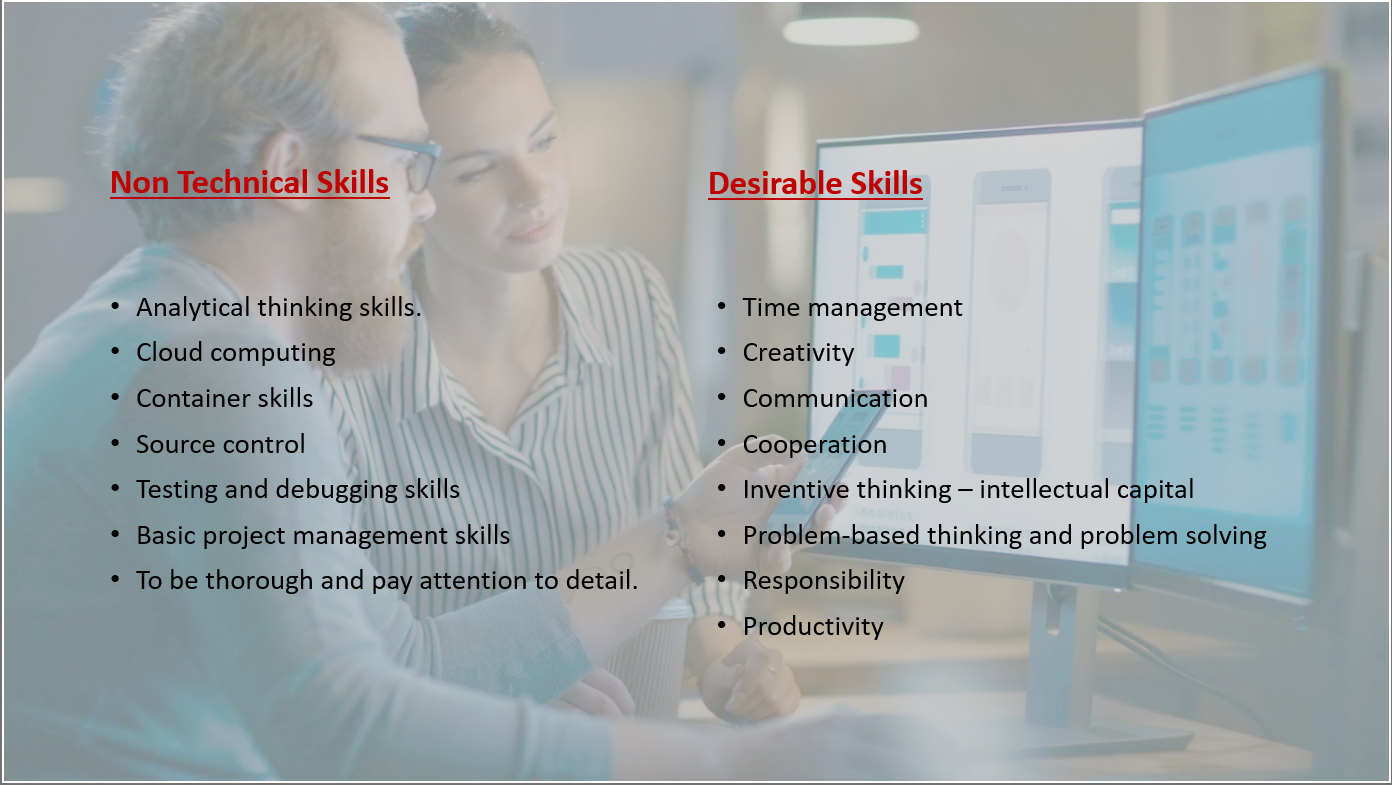 Non Technical Skills
• Analytical thinking skills.
• Cloud computing
• Container skills
• Source control
• Testing and debugging skills
• Basic project management skills
• To be thorough and pay attention to detail.
Desirable Skills
• Time management
• Creativity
• Communication
• Cooperation
• Inventive thinking – intellectual capital
• Problem-based thinking and problem solving
• Responsibility
• Productivity